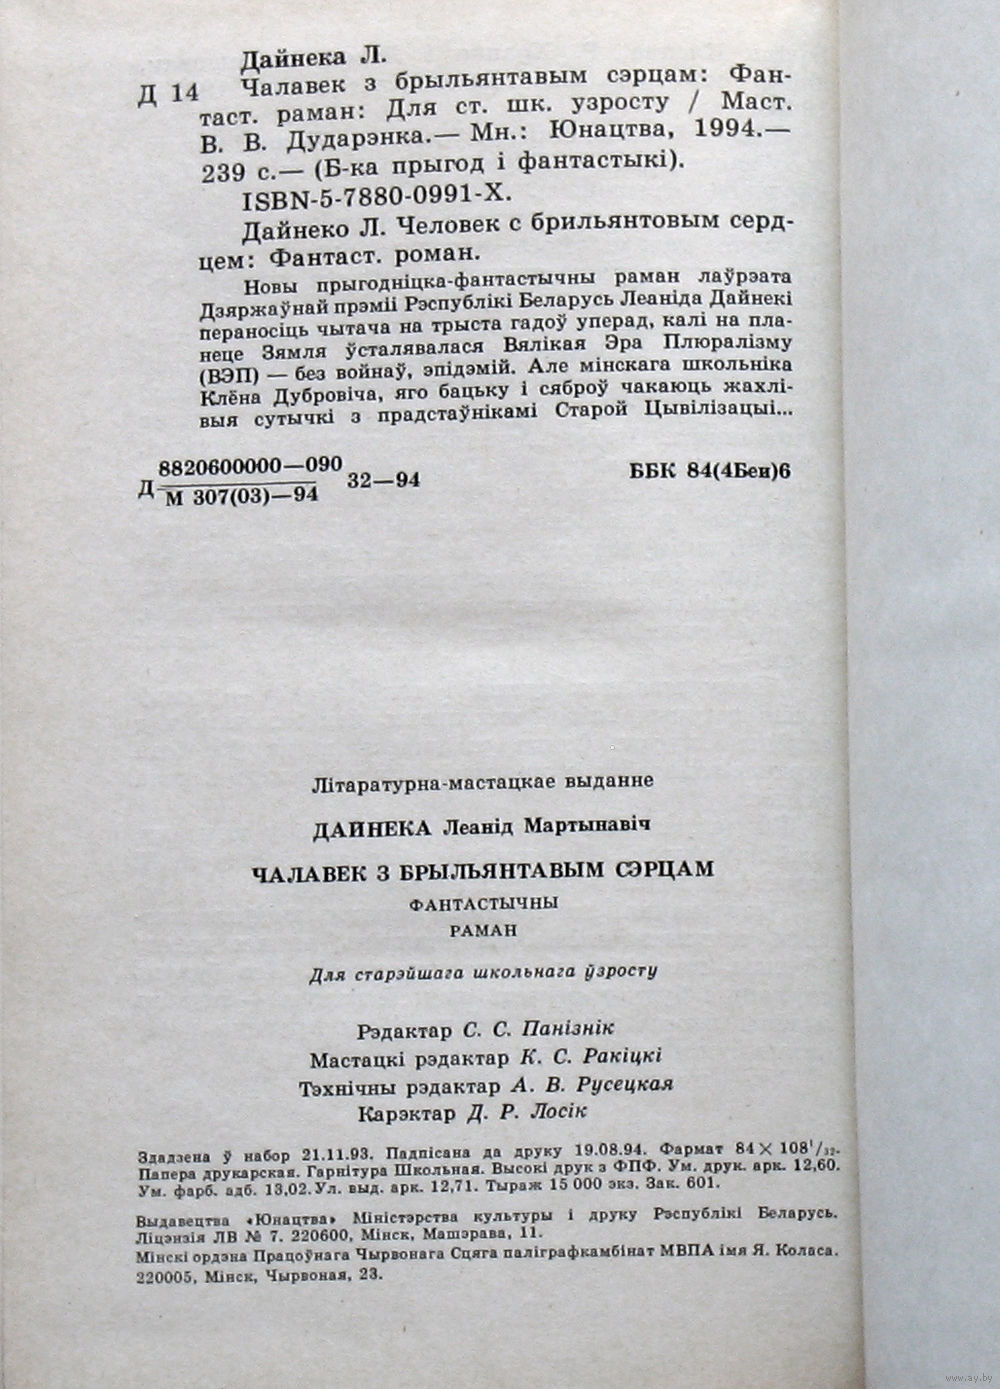 Дайнека Л.
Д 14 Чалавек з брыльянтавым сэрцам: Фан-
таст. раман: Для ст. шк. узросту / Маст.
В. В. Дударэнка.— Мн.: Юнацтва, 1994.—
239 с.— (Б-ка прыгод і фантастыкі).
ISBN-5-7880-0991-X.
Дайнеко Л. Человек с брильянтовым серд-
цем: Фантаст. роман.
Новы прыгодніцка-фантастычны раман лаўрэата
Дзяржаўнай прэміі Рэспублікі Беларусь Леаніда Дайнекі
пераносіць чытача на трыста гадоў уперад, калі на пла-
неце Зямля ўсталявалася Вялікая Эра Плюралізму
(ВЭП) — без войнаў, эпідэмій. Але мінскага школьніка
Клёна Дубровіча, яго бацьку і сяброў чакаюць жахлі-
выя сутычкі з прадстаўнікамі Старой Цывілізацыі...
8820600000—090
Д 32—94 ББК 84(4Беи)6
М 307(03)—94
Літаратурна-мастацкае выданне
ДАЙНЕКА Леанід Мартынавіч
ЧАЛАВЕК З БРЫЛЬЯНТАВЫМ СЭРЦАМ
ФАНТАСТЫЧНЫ
РАМАН
Для старэйшага школьнага ўзросту
Рэдактар С. С. Панізнік
Мастацкі рэдактар К. С. Ракіцкі
Тэхнічны рэдактар А. В. Русецкая
Карэктар Д. Р. Лосік
Здадзена ў набор 21.11.93. Падпісана да друку 19.08.94. Фармат 84×108¹/₃₂.
Папера друкарская. Гарнітура Школьная. Высокі друк з ФПФ. Ум. друк. арк. 12,60.
Ум. фарб. адб. 13,02. Ул. выд. арк. 12,71. Тыраж 15 000 экз. Зак. 601.
Выдавецтва «Юнацтва» Міністэрства культуры і друку Рэспублікі Беларусь.
Ліцэнзія ЛВ № 7. 220600, Мінск, Машэрава, 11.
Мінскі ордэна Працоўнага Чырвонага Сцяга паліграфкамбінат МВПА імя Я. Коласа.
220005, Мінск, Чырвоная, 23.
www.ay.by